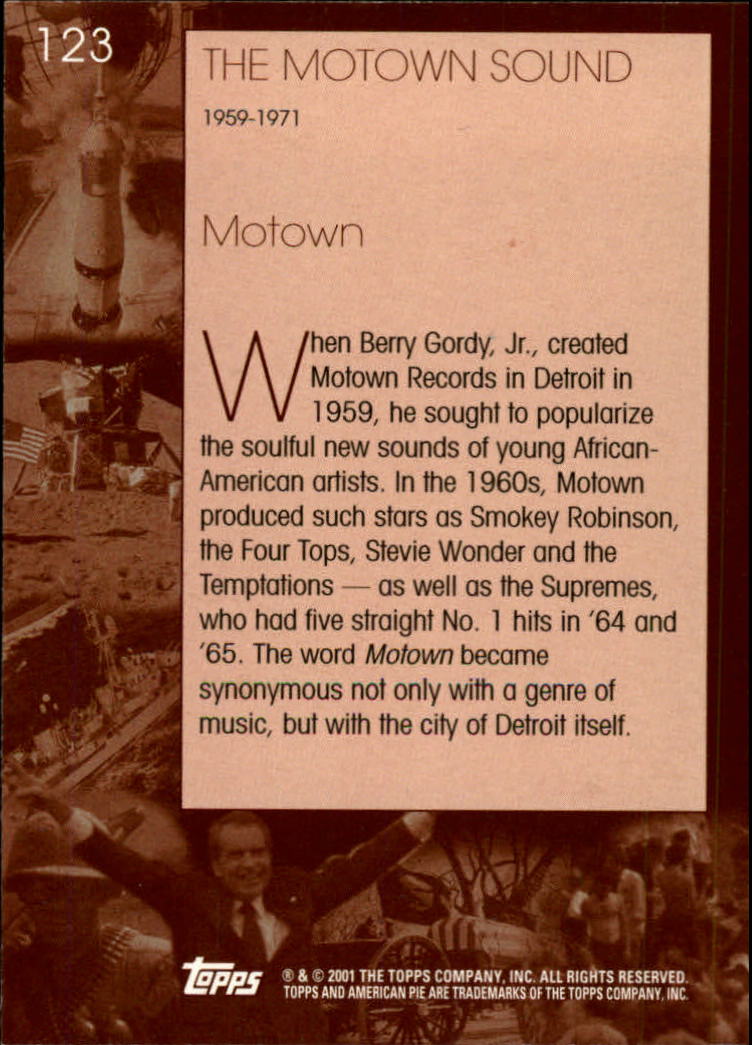 123
THE MOTOWN SOUND
1959-1971
Motown
When Berry Gordy, Jr., created
Motown Records in Detroit in
1959, he sought to popularize
the soulful new sounds of young African-
American artists. In the 1960s, Motown
produced such stars as Smokey Robinson,
the Four Tops, Stevie Wonder and the
Temptations — as well as the Supremes,
who had five straight No. 1 hits in ’64 and
’65. The word Motown became
synonymous not only with a genre of
music, but with the city of Detroit itself.
topps
® & © 2001 THE TOPPS COMPANY, INC. ALL RIGHTS RESERVED.
TOPPS AND AMERICAN PIE ARE TRADEMARKS OF THE TOPPS COMPANY, INC.